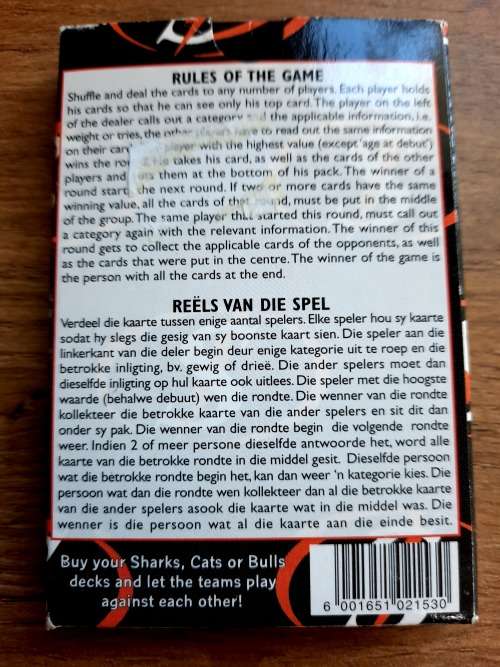 RULES OF THE GAME
Shuffle and deal the cards to any number of players. Each player holds
his cards so that he can see only his top card. The player on the left
of the dealer calls out a category and the applicable information, i.e.
weight or tries, the other players have to read out the same information
on their card player with the highest value (except 'age at debut')
wins the round. He takes his card, as well as the cards of the other
players and puts them at the bottom of his pack. The winner of a
round starts the next round. If two or more cards have the same
winning value, all the cards of that round, must be put in the middle
of the group. The same player that started this round, must call out
a category again with the relevant information. The winner of this
round gets to collect the applicable cards of the opponents, as well
as the cards that were put in the centre. The winner of the game is
the person with all the cards at the end.
REËLS VAN DIE SPEL
Verdeel die kaarte tussen enige aantal spelers. Elke speler hou sy kaarte
sodat hy slegs die gesig van sy boonste kaart sien. Die speler aan die
linkerkant van die deler begin deur enige kategorie uit te roep en die
betrokke inligting, bv. gewig of drieë. Die ander spelers moet dan
dieselfde inligting op hul kaarte ook uitlees. Die speler met die hoogste
waarde (behalwe debuut) wen die rondte. Die wenner van die rondte
kollekteer die betrokke kaarte van die ander spelers en sit dit dan
onder sy pak. Die wenner van die rondte begin die volgende rondte
weer. Indien 2 of meer persone dieselfde antwoorde het, word alle
kaarte van die betrokke rondte in die middel gesit. Dieselfde persoon
wat die betrokke rondte begin het, kan dan weer 'n kategorie kies. Die
persoon wat dan die rondte wen kollekteer dan al die betrokke kaarte
van die ander spelers asook die kaarte wat in die middel was. Die
wenner is die persoon wat al die kaarte aan die einde besit.
Buy your Sharks, Cats or Bulls
decks and let the teams play
against each other!
6 001651 021530